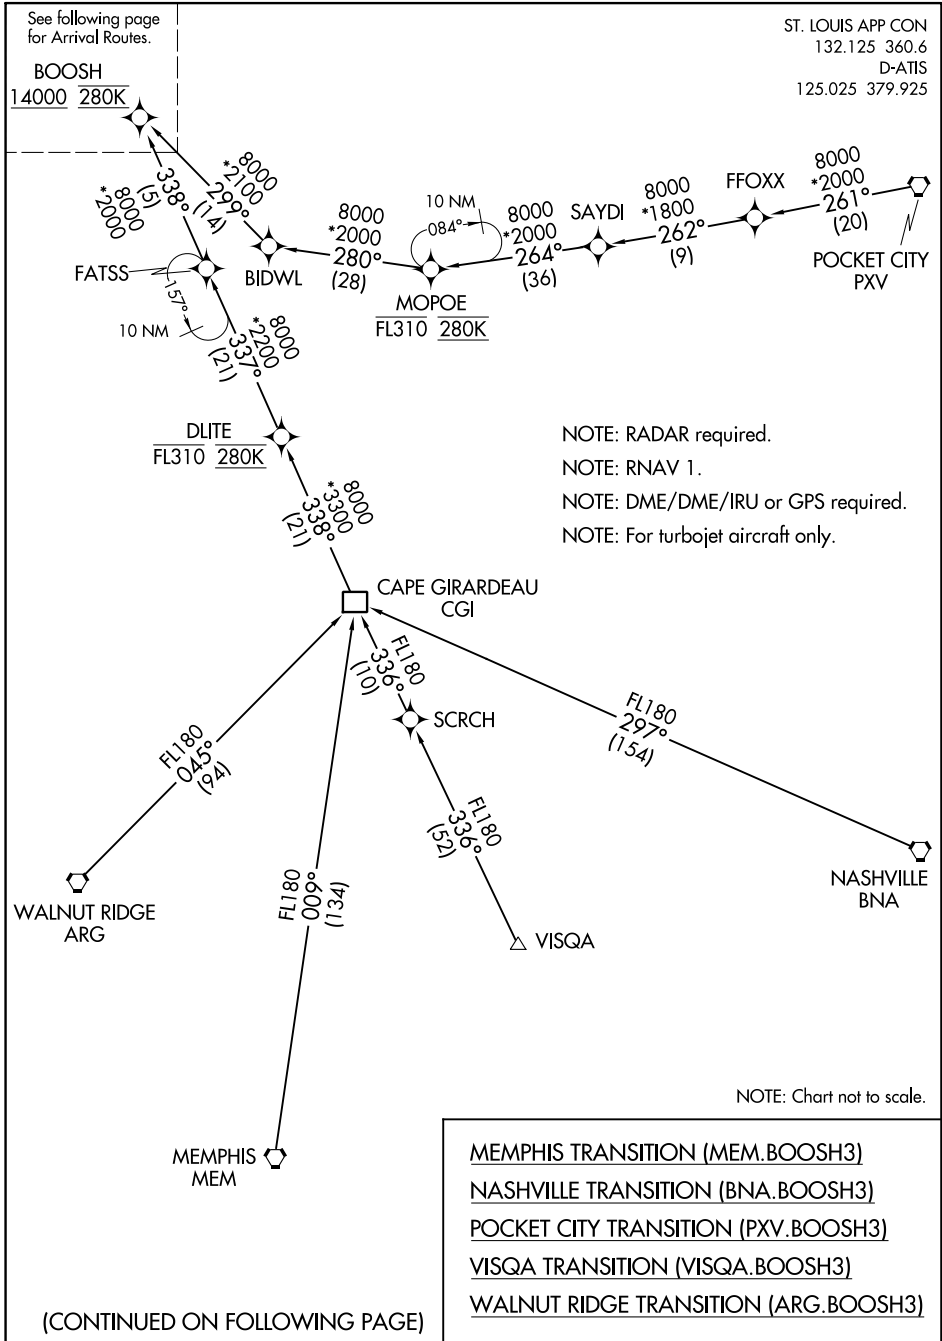 See following page
for Arrival Routes.
ST. LOUIS APP CON
132.125 360.6
D-ATIS
125.025 379.925
BOOSH
14000 280K
8000
*2000
338°
(5)
8000
*2100
299°
(14)
8000
*2000
280°
(28)
10 NM
084°
8000
*2000
264°
(36)
SAYDI
8000
*1800
262°
(9)
FFOXX
8000
*2000
261°
(20)
POCKET CITY
PXV
FATSS
BIDWL
MOPOE
FL310 280K
157°
10 NM
8000
*2200
337°
(21)
DLITE
FL310 280K
NOTE: RADAR required.
NOTE: RNAV 1.
NOTE: DME/DME/IRU or GPS required.
NOTE: For turbojet aircraft only.
8000
*3300
338°
(21)
CAPE GIRARDEAU
CGI
FL180
336°
(10)
SCRCH
FL180
297°
(154)
FL180
045°
(94)
FL180
336°
(52)
FL180
009°
(134)
NASHVILLE
BNA
WALNUT RIDGE
ARG
VISQA
MEMPHIS
MEM
NOTE: Chart not to scale.
MEMPHIS TRANSITION (MEM.BOOSH3)
NASHVILLE TRANSITION (BNA.BOOSH3)
POCKET CITY TRANSITION (PXV.BOOSH3)
VISQA TRANSITION (VISQA.BOOSH3)
WALNUT RIDGE TRANSITION (ARG.BOOSH3)
(CONTINUED ON FOLLOWING PAGE)